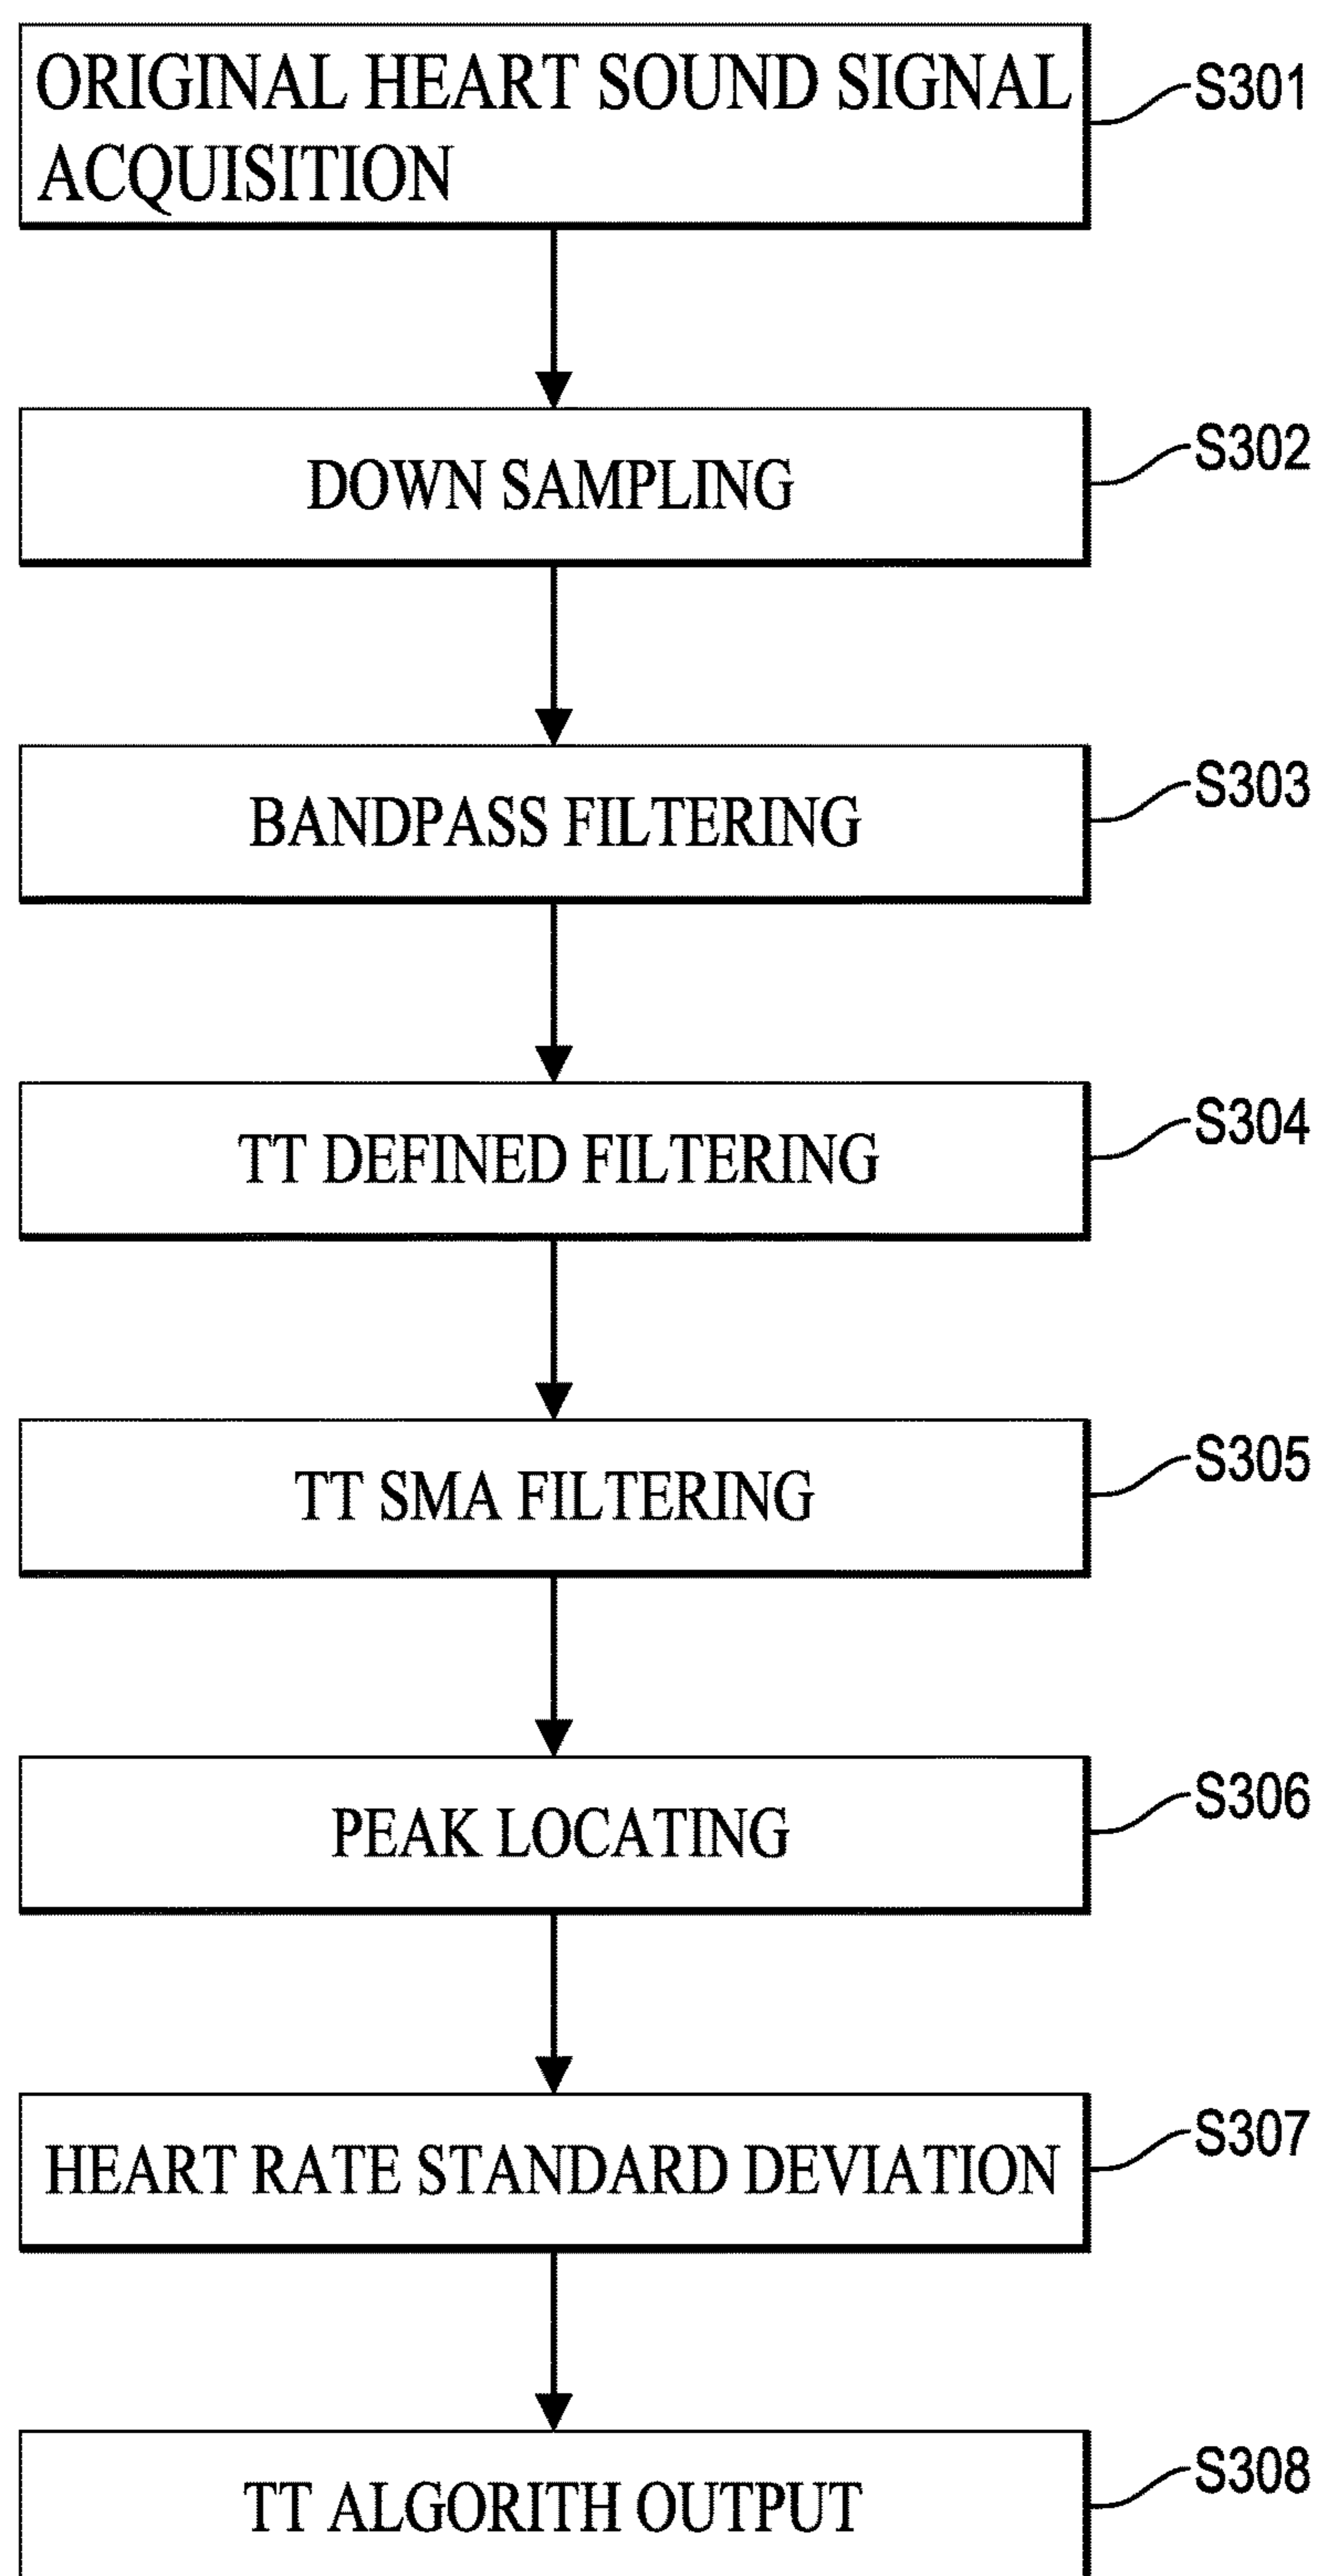 ORIGINAL HEART SOUND SIGNAL
ACQUISITION
S301
DOWN SAMPLING
S302
BANDPASS FILTERING
S303
TT DEFINED FILTERING
S304
TT SMA FILTERING
S305
PEAK LOCATING
S306
HEART RATE STANDARD DEVIATION
S307
TT ALGORITH OUTPUT
S308